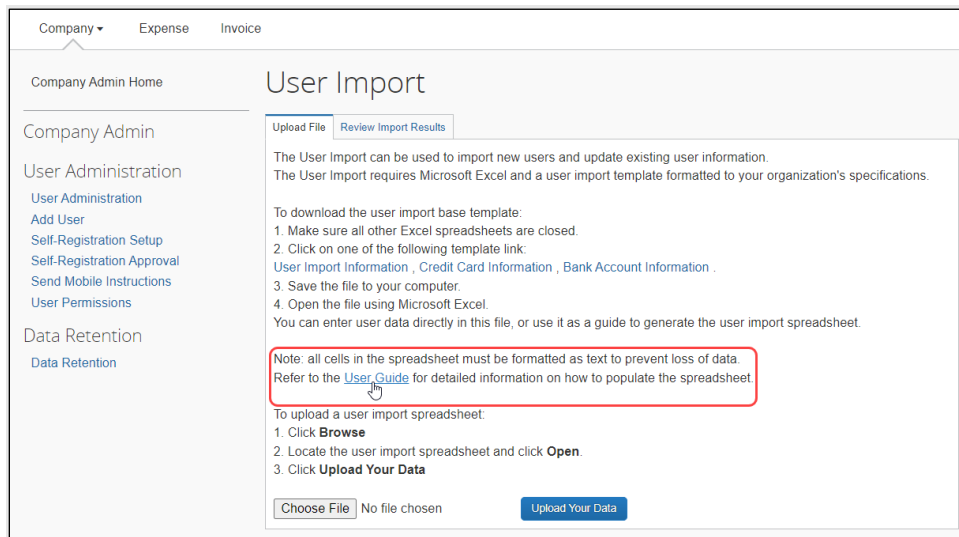 Company Expense Invoice
Company Admin Home
Company Admin
User Administration
User Administration
Add User
Self-Registration Setup
Self-Registration Approval
Send Mobile Instructions
User Permissions
Data Retention
Data Retention
User Import
Upload File Review Import Results
The User Import can be used to import new users and update existing user information.
The User Import requires Microsoft Excel and a user import template formatted to your organization's specifications.
To download the user import base template:
1. Make sure all other Excel spreadsheets are closed.
2. Click on one of the following template link:
User Import Information , Credit Card Information , Bank Account Information .
3. Save the file to your computer.
4. Open the file using Microsoft Excel.
You can enter user data directly in this file, or use it as a guide to generate the user import spreadsheet.
Note: all cells in the spreadsheet must be formatted as text to prevent loss of data.
Refer to the User Guide for detailed information on how to populate the spreadsheet.
To upload a user import spreadsheet:
1. Click Browse
2. Locate the user import spreadsheet and click Open.
3. Click Upload Your Data
Choose File No file chosen Upload Your Data